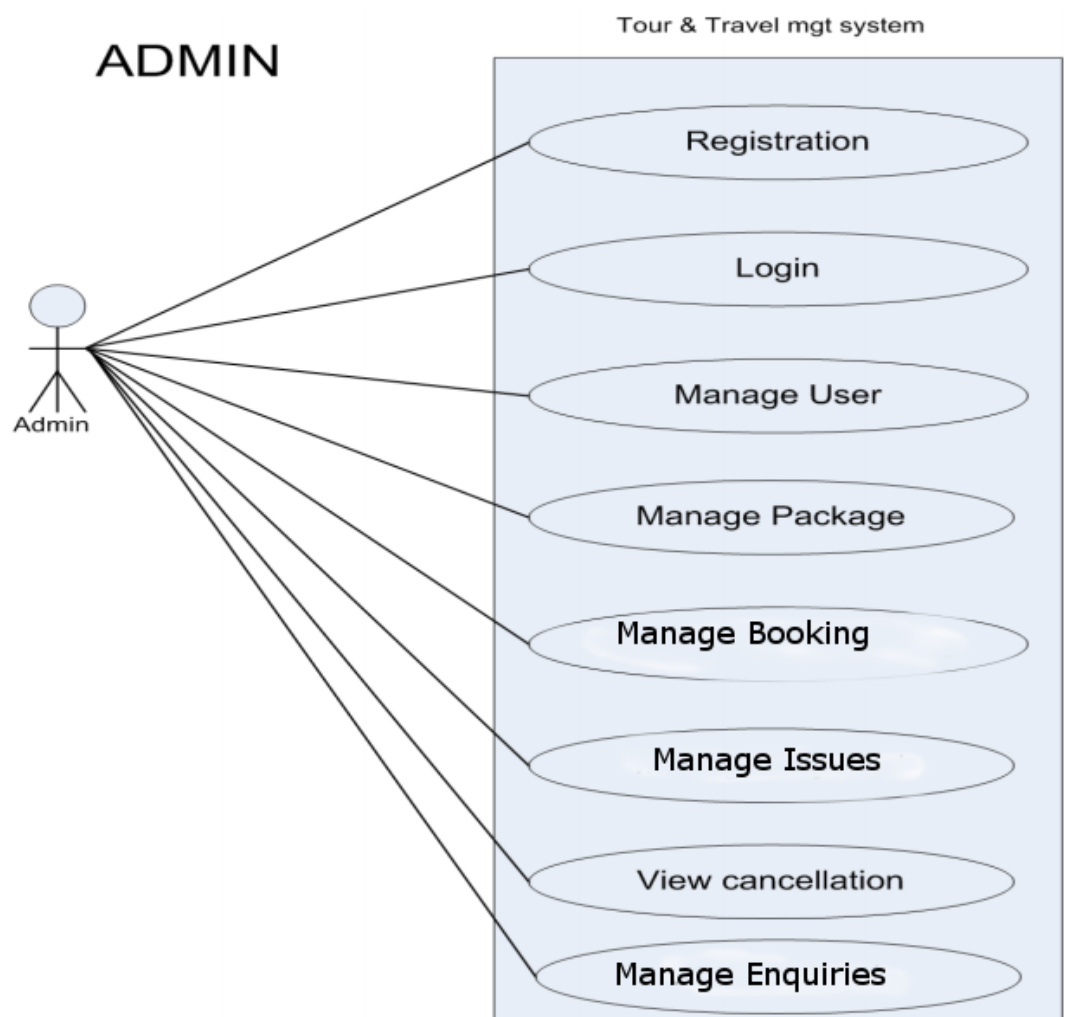 Tour & Travel mgt system
ADMIN
Registration
Login
Manage User
Admin
Manage Package
Manage Booking
Manage Issues
View cancellation
Manage Enquiries